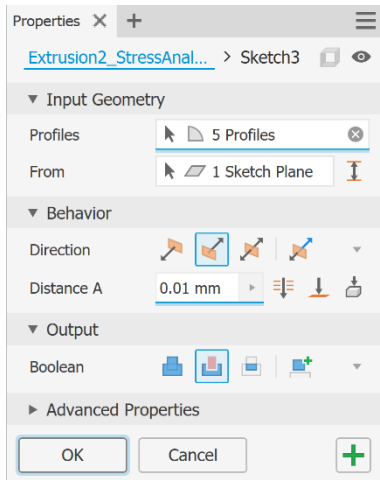 Properties
Extrusion2_StressAnal... > Sketch3
Input Geometry
Profiles 5 Profiles
From 1 Sketch Plane
Behavior
Direction
Distance A 0.01 mm
Output
Boolean
Advanced Properties
OK Cancel